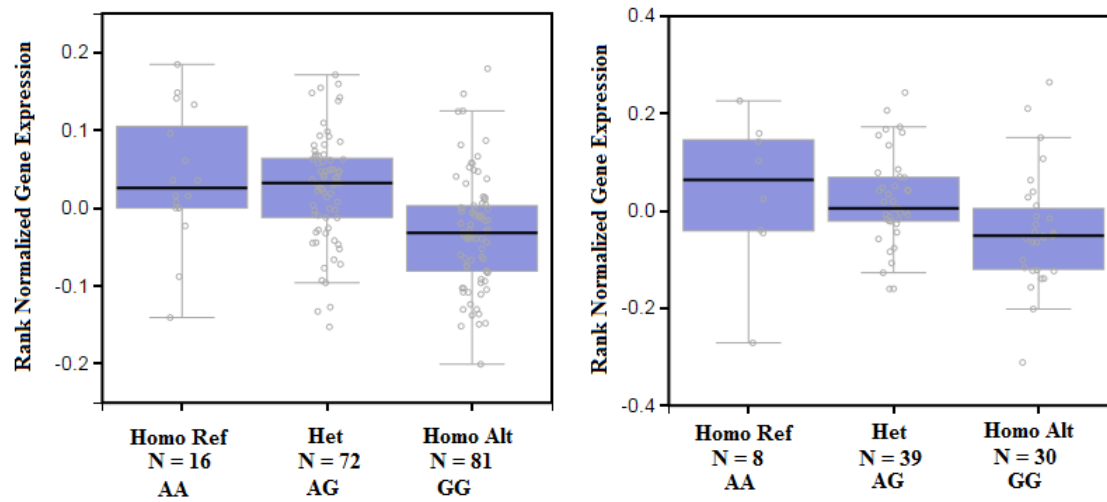 Rank Normalized Gene Expression
0.2
0.1
0.0
-0.1
-0.2
Homo Ref
N = 16
AA
Het
N = 72
AG
Homo Alt
N = 81
GG
Rank Normalized Gene Expression
0.4
0.2
0.0
-0.2
-0.4
Homo Ref
N = 8
AA
Het
N = 39
AG
Homo Alt
N = 30
GG